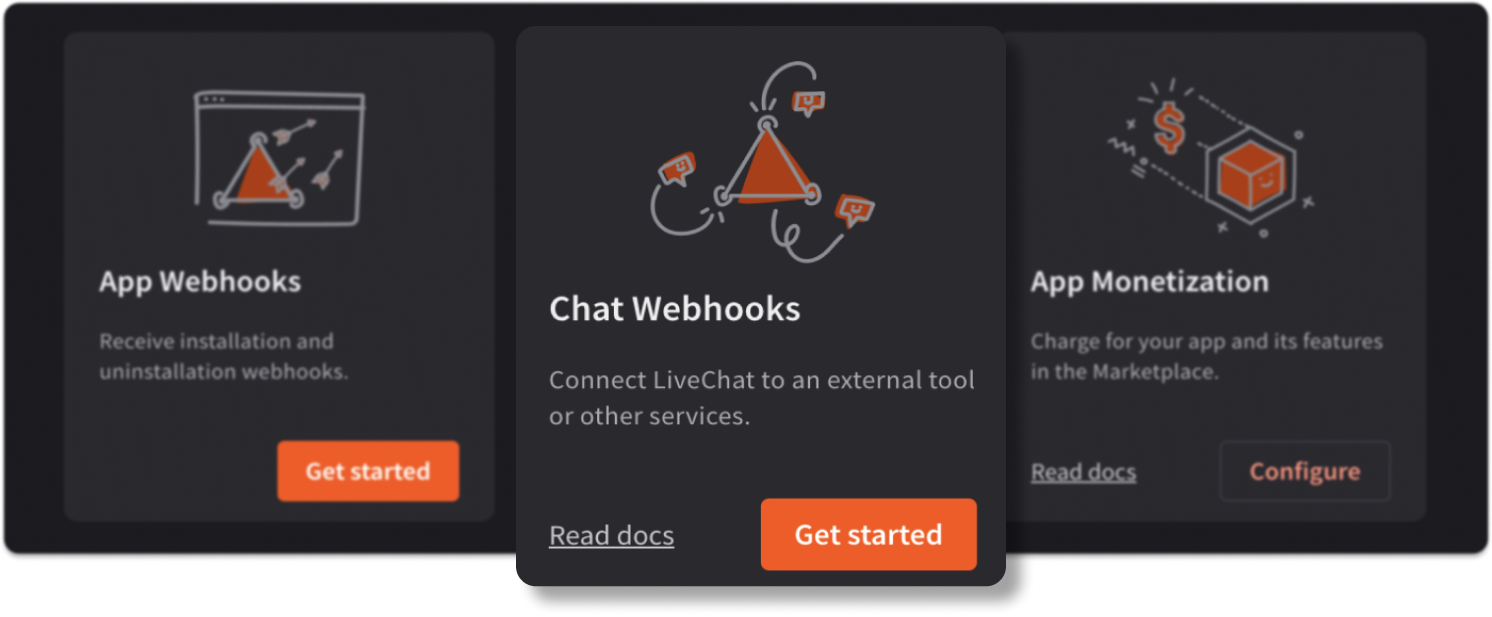 App Webhooks
Receive installation and
uninstallation webhooks.
Get started
Chat Webhooks
Connect LiveChat to an external tool
or other services.
Read docs
Get started
$
App Monetization
Charge for your app and its features
in the Marketplace.
Read docs
Configure